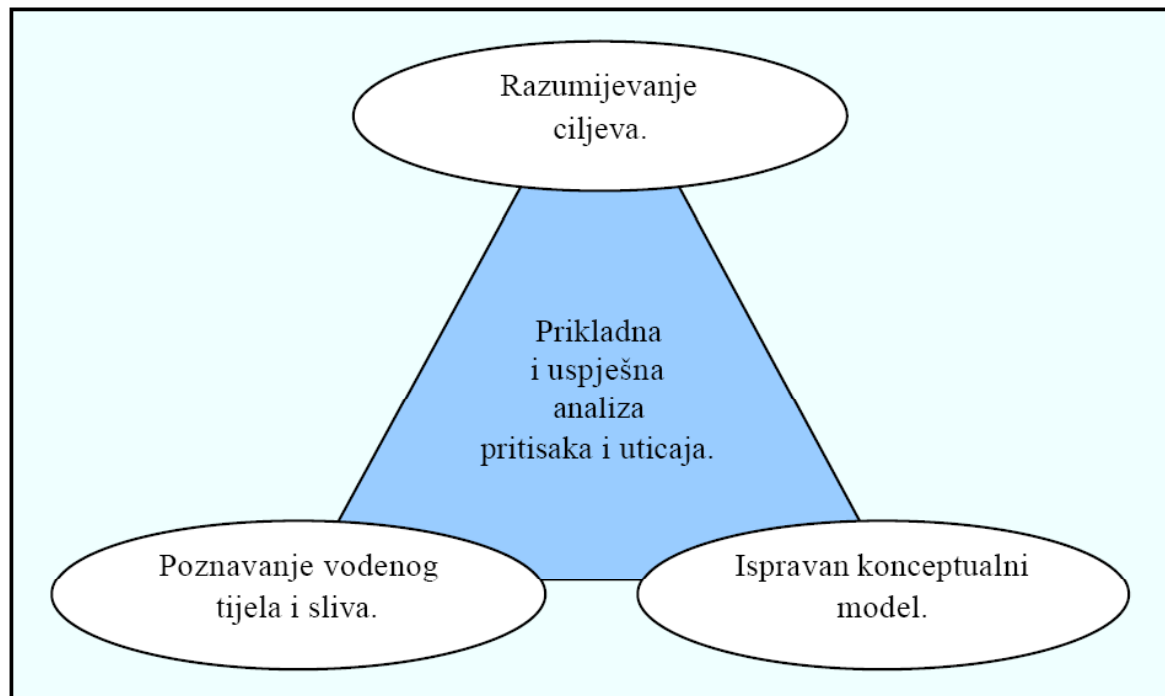 Razumijevanje
ciljeva.
Prikladna
i uspješna
analiza
pritisaka i uticaja.
Poznavanje vodenog
tijela i sliva.
Ispravan konceptualni
model.